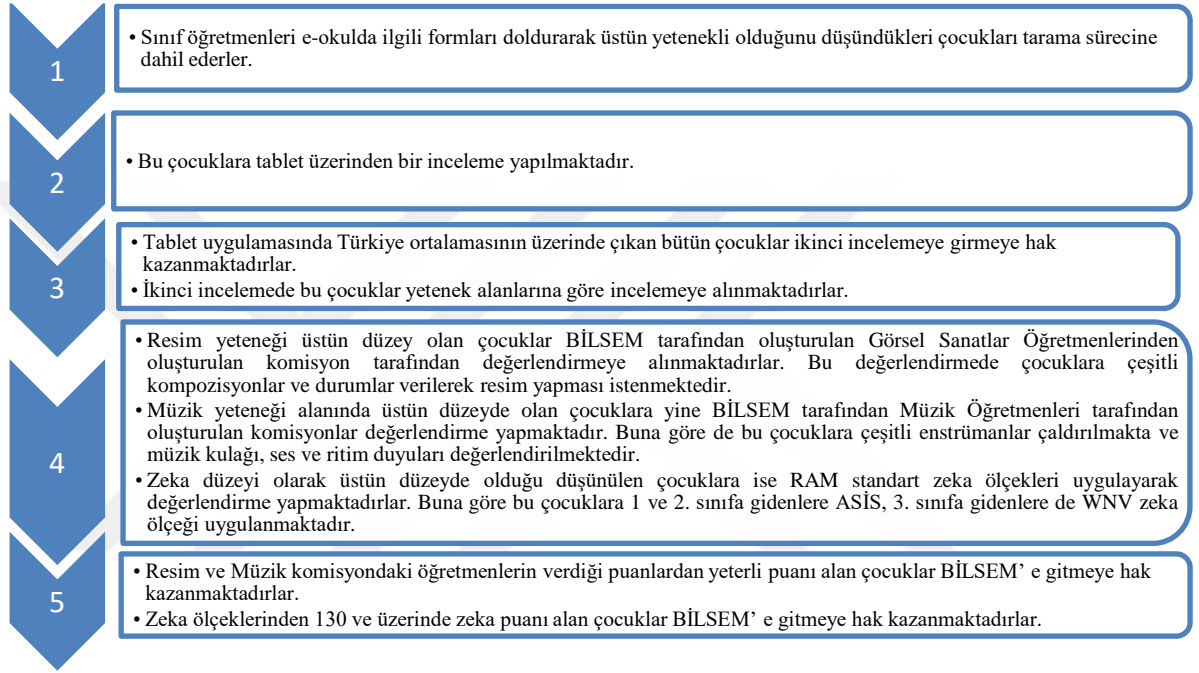 1
• Sınıf öğretmenleri e-okulda ilgili formları doldurarak üstün yetenekli olduğunu düşündükleri çocukları tarama sürecine
dahil ederler.
2
• Bu çocuklara tablet üzerinden bir inceleme yapılmaktadır.
3
• Tablet uygulamasında Türkiye ortalamasının üzerinde çıkan bütün çocuklar ikinci incelemeye girmeye hak
kazanmaktadırlar.
• İkinci incelemede bu çocuklar yetenek alanlarına göre incelemeye alınmaktadırlar.
4
• Resim yeteneği üstün düzey olan çocuklar BİLSEM tarafından oluşturulan Görsel Sanatlar Öğretmenlerinden
oluşturulan komisyon tarafından değerlendirmeye alınmaktadırlar. Bu değerlendirmede çocuklara çeşitli
kompozisyonlar ve durumlar verilerek resim yapması istenmektedir.
• Müzik yeteneği alanında üstün düzeyde olan çocuklara yine BİLSEM tarafından Müzik Öğretmenleri tarafından
oluşturulan komisyonlar değerlendirme yapmaktadır. Buna göre de bu çocuklara çeşitli enstrümanlar çaldırılmakta ve
müzik kulağı, ses ve ritim duyuları değerlendirilmektedir.
• Zeka düzeyi olarak üstün düzeyde olduğu düşünülen çocuklara ise RAM standart zeka ölçekleri uygulayarak
değerlendirme yapmaktadırlar. Buna göre bu çocuklara 1 ve 2. sınıfa gidenlere ASİS, 3. sınıfa gidenlere de WNV zeka
ölçeği uygulanmaktadır.
5
• Resim ve Müzik komisyondaki öğretmenlerin verdiği puanlardan yeterli puanı alan çocuklar BİLSEM’ e gitmeye hak
kazanmaktadırlar.
• Zeka ölçeklerinden 130 ve üzerinde zeka puanı alan çocuklar BİLSEM’ e gitmeye hak kazanmaktadırlar.